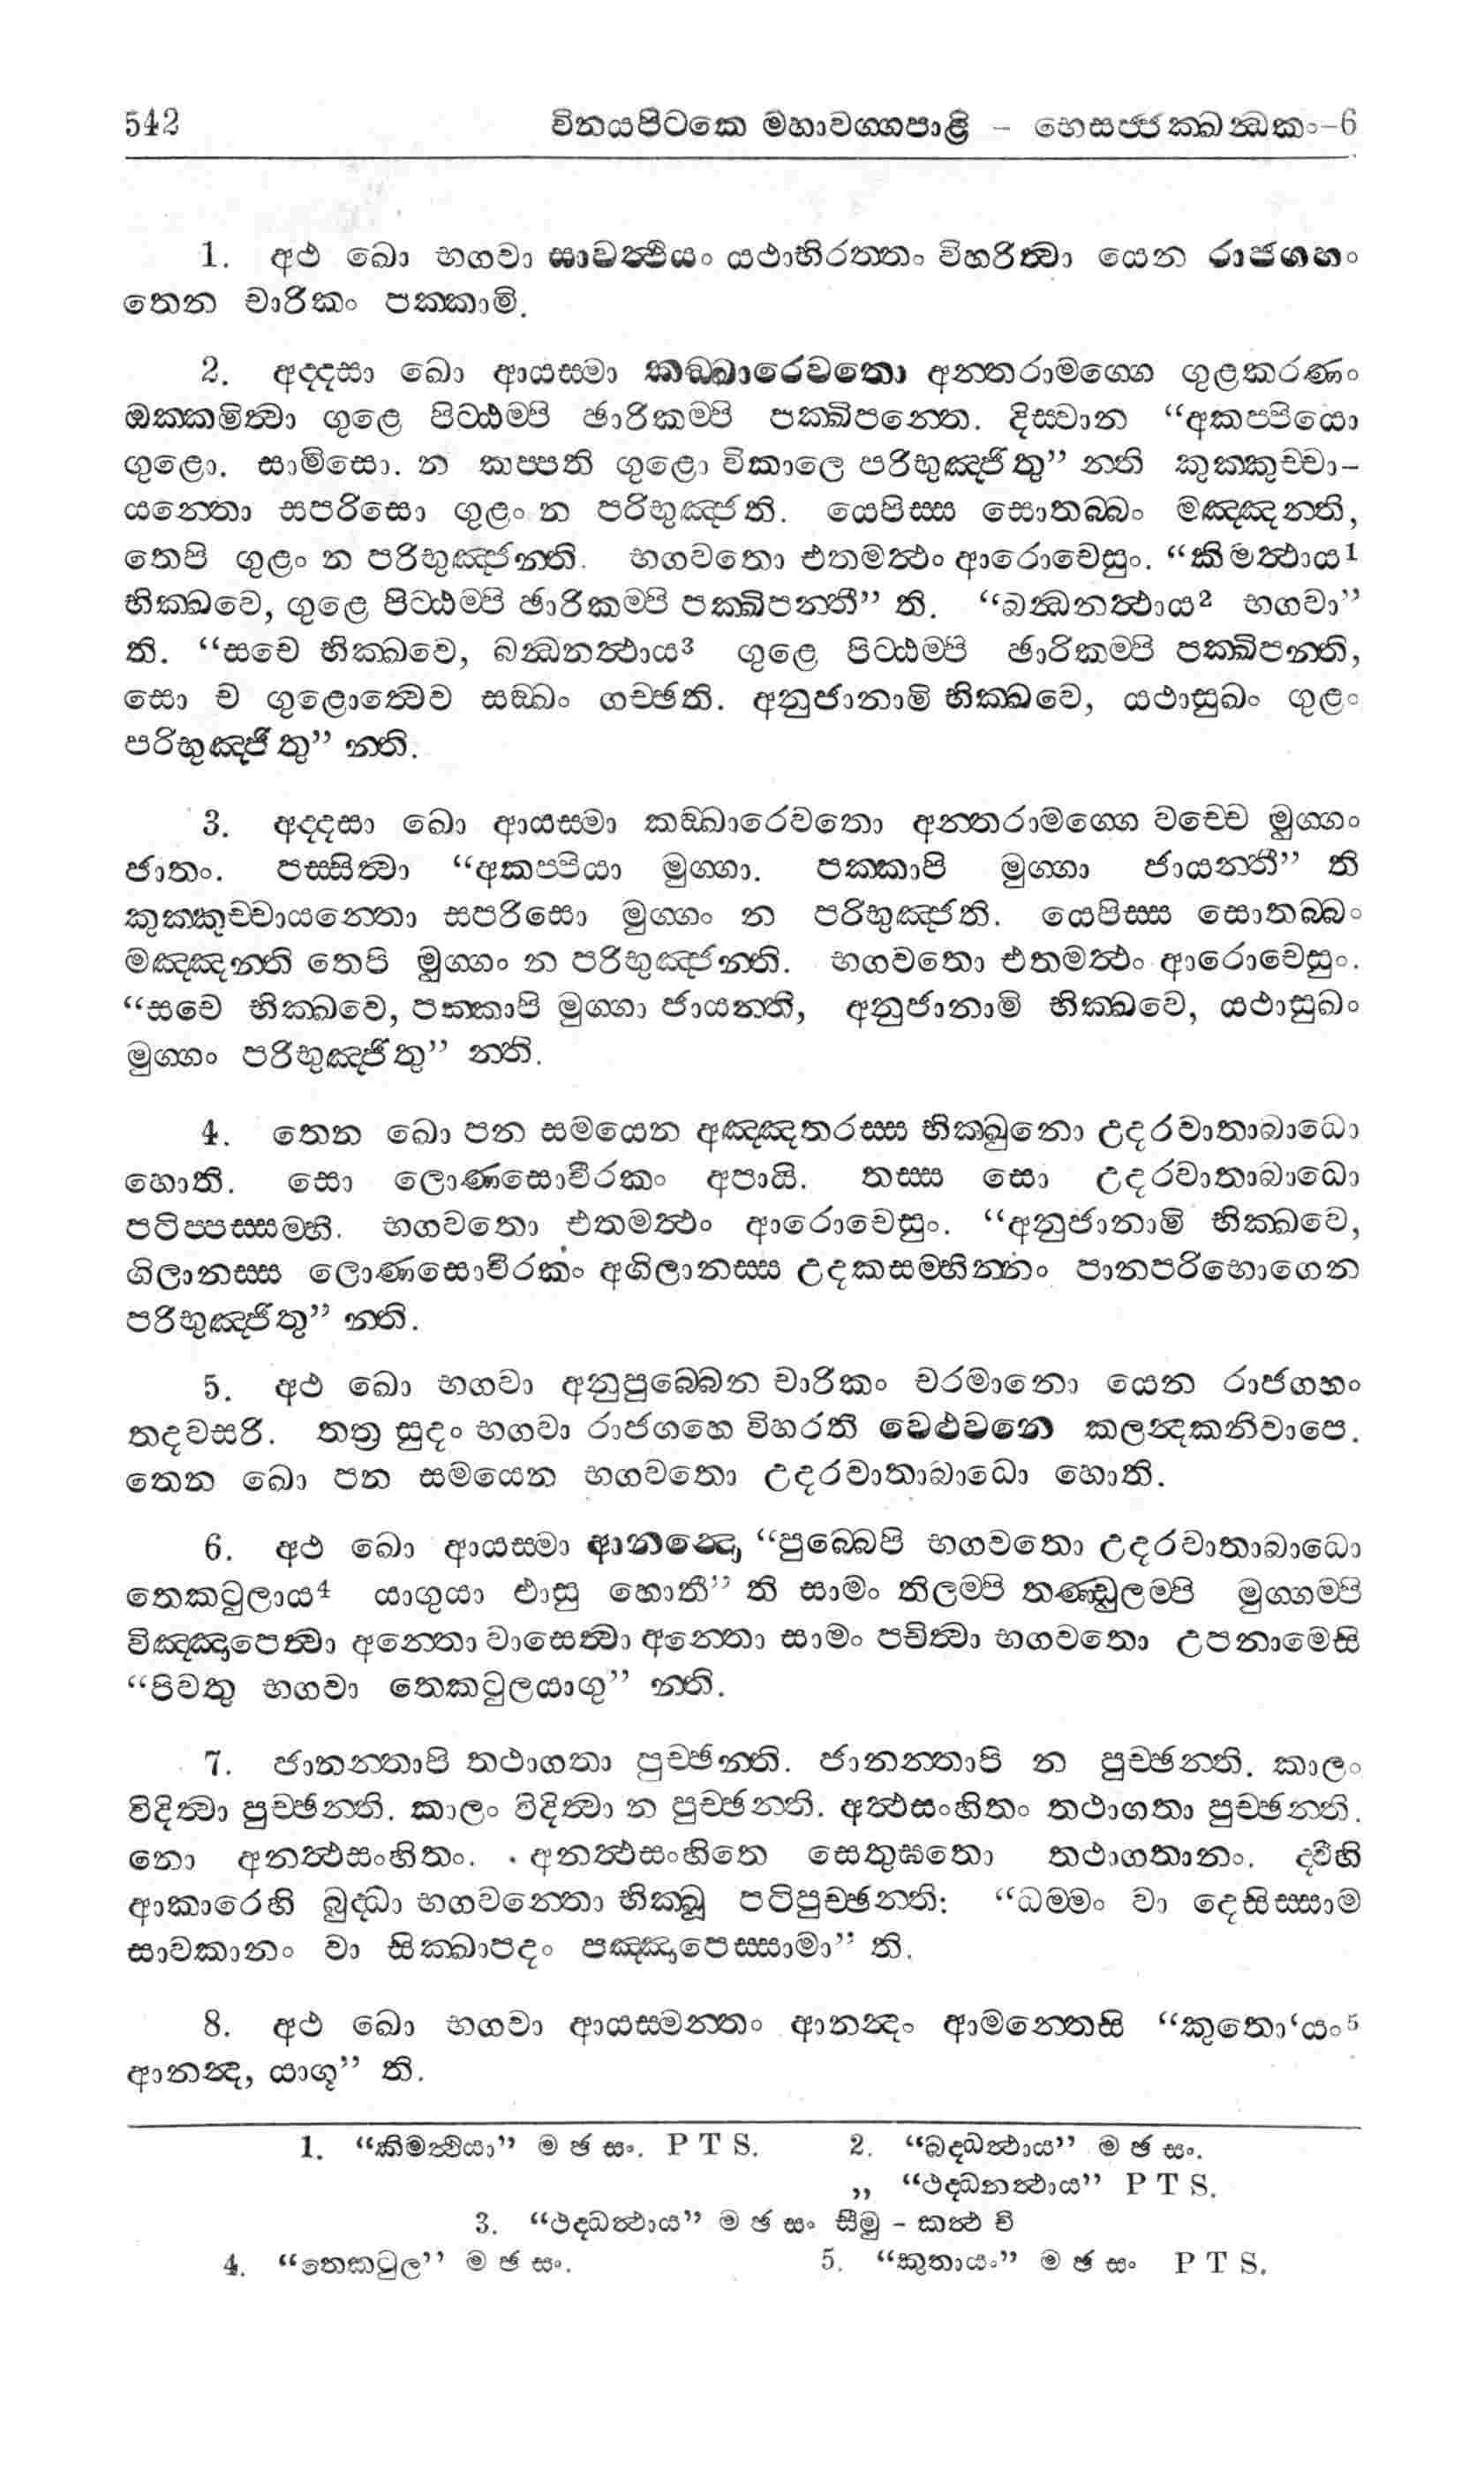 542 විනයපිටකෙ මහාවග්ගපාළි - භෙසජ්ජක්ඛන්ධකං-6
1. අථ ඛො භගවා සාවත්ථියං යථාභිරන්තං විහරිත්වා යෙන රාජගහං
තෙන චාරිකං පක්කාමි.
2. අද්දසා ඛො ආයස්මා කඞ්ඛාරෙවතො අන්තරාමග්ගෙ ගුළකරණං
ඔක්කමිත්වා ගුළෙ පිට්ඨම්පි ඡාරිකම්පි පක්ඛිපන්තෙ. දිස්වාන “අකප්පියො
ගුළො. සාමිසො. න කප්පති ගුළො විකාලෙ පරිභුඤ්ජිතු” න්ති කුක්කුච්චා-
යන්තො සපරිසො ගුළං න පරිභුඤ්ජති. යෙපිස්ස සොතබ්බං මඤ්ඤන්ති,
තෙපි ගුළං න පරිභුඤ්ජන්ති. භගවතො එතමත්ථං ආරොචෙසුං. “කිමත්ථාය1
භික්ඛවෙ, ගුළෙ පිට්ඨම්පි ඡාරිකම්පි පක්ඛිපන්තී” ති. “බන්ධනත්ථාය2 භගවා”
ති. “සචෙ භික්ඛවෙ, බන්ධනත්ථාය3 ගුළෙ පිට්ඨම්පි ඡාරිකම්පි පක්ඛිපන්ති,
සො ච ගුළොත්වෙව සඞ්ඛං ගච්ඡති. අනුජානාමි භික්ඛවෙ, යථාසුඛං ගුළං
පරිභුඤ්ජිතු” න්ති.
3. අද්දසා ඛො ආයස්මා කඞ්ඛාරෙවතො අන්තරාමග්ගෙ වච්චෙ මුග්ගං
ජාතං. පස්සිත්වා “අකප්පියා මුග්ගා. පක්කාපි මුග්ගා ජායන්තී” ති
කුක්කුච්චායන්තො සපරිසො මුග්ගං න පරිභුඤ්ජති. යෙපිස්ස සොතබ්බං
මඤ්ඤන්ති තෙපි මුග්ගං න පරිභුඤ්ජන්ති. භගවතො එතමත්ථං ආරොචෙසුං.
“සචෙ භික්ඛවෙ, පක්කාපි මුග්ගා ජායන්තී, අනුජානාමි භික්ඛවෙ, යථාසුඛං
මුග්ගං පරිභුඤ්ජිතු” න්ති.
4. තෙන ඛො පන සමයෙන අඤ්ඤතරස්ස භික්ඛුනො උදරවාතාබාධො
හොති. සො ලොණසොවීරකං අපායි. තස්ස සො උදරවාතාබාධො
පටිප්පස්සම්භී. භගවතො එතමත්ථං ආරොචෙසුං. “අනුජානාමි භික්ඛවෙ,
ගිලානස්ස ලොණසොවීරකං අගිලානස්ස උදකසම්භින්නං පානපරිභොගෙන
පරිභුඤ්ජිතු” න්ති.
5. අථ ඛො භගවා අනුපුබ්බෙන චාරිකං චරමානො යෙන රාජගහං
තදවසරි. තත්‍ර සුදං භගවා රාජගහෙ විහරති වෙළුවනෙ කලන්දකනිවාපෙ.
තෙන ඛො පන සමයෙන භගවතො උදරවාතාබාධො හොති.
6. අථ ඛො ආයස්මා ආනන්දො, “පුබ්බෙපි භගවතො උදරවාතාබාධො
තෙකටුලාය4 යාගුයා ඵාසු හොතී” ති සාමං තිලම්පි තණ්ඩුලම්පි මුග්ගම්පි
විඤ්ඤාපෙත්වා අන්තො වාසෙත්වා අන්තො සාමං පචිත්වා භගවතො උපනාමෙසි
“පිවතු භගවා තෙකටුලයාගු” න්ති.
7. ජානන්තාපි තථාගතා පුච්ඡන්ති. ජානන්තාපි න පුච්ඡන්ති. කාලං
විදිත්වා පුච්ඡන්ති. කාලං විදිත්වා න පුච්ඡන්ති. අත්ථසංහිතං තථාගතා පුච්ඡන්ති.
නො අනත්ථසංහිතං. අනත්ථසංහිතෙ සෙතුඝාතො තථාගතානං. ද්වීහි
ආකාරෙහි බුද්ධා භගවන්තො භික්ඛූ පටිපුච්ඡන්ති: “ධම්මං වා දෙසිස්සාම
සාවකානං වා සික්ඛාපදං පඤ්ඤාපෙස්සාමා” ති.
8. අථ ඛො භගවා ආයස්මන්තං ආනන්දං ආමන්තෙසි “කුතො‘යං5
ආනන්ද, යාගු” ති.
1. “කිමත්ථියා” ම ඡ සං. P T S. 2. “බද්ධත්ථාය” ම ඡ සං.
„ “ථද්ධනත්ථාය” P T S.
3. “ථද්ධත්ථාය” ම ඡ සං සීමු - කත්ථ චි
4. “තෙකටුල” ම ඡ සං. 5. “කුතායං” ම ඡ සං P T S.